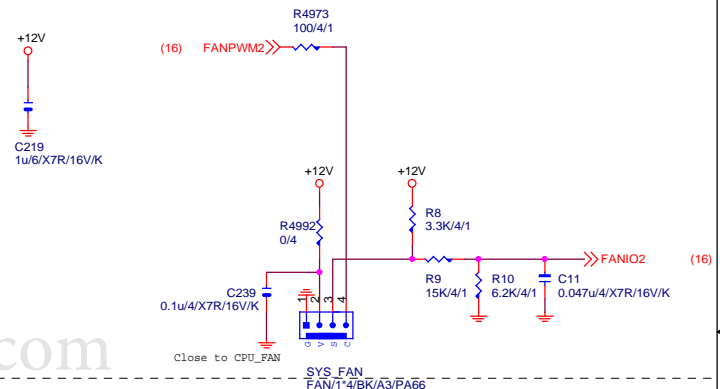 R4973
100/4/1
+12V
(16) FANPWM2
C219
1u/6/X7R/16V/K
+12V
+12V
R4992
0/4
R8
3.3K/4/1
FANIO2 (16)
R9
15K/4/1
R10
6.2K/4/1
C11
0.047u/4/X7R/16V/K
C239
0.1u/4/X7R/16V/K
1 2 3 4
G V S C
com
Close to CPU_FAN
SYS_FAN
FAN/1*4/BK/A3/PA66